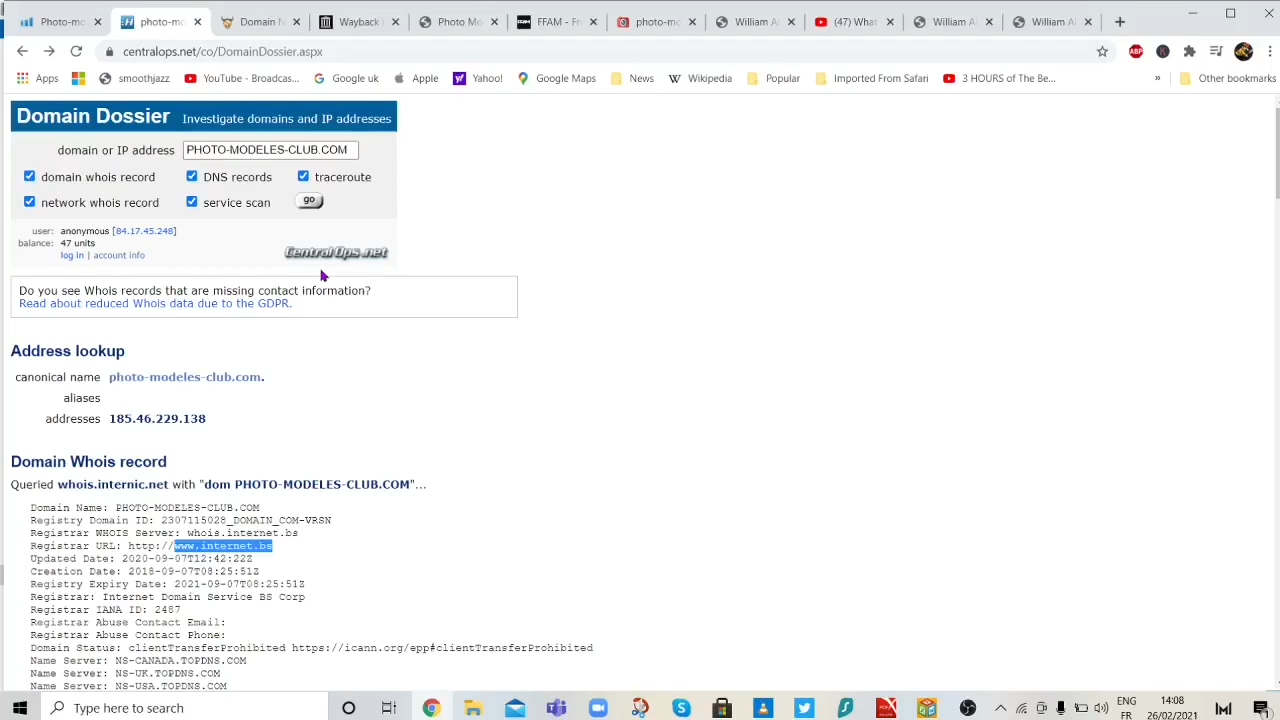 Photo-m
photo-mo
Domain N
Wayback
Photo Mo
FFAM - Fr
photo-mo
William Al
(47) Wha
William Al
William Al
centralops.net/co/DomainDossier.aspx
ABP
Apps
smoothjazz
YouTube - Broadcas...
Google uk
Apple
Yahoo!
Google Maps
News
Wikipedia
Popular
Imported From Safari
3 HOURS of The Be...
»
Other bookmarks
Domain Dossier Investigate domains and IP addresses
domain or IP address PHOTO-MODELES-CLUB.COM
domain whois record DNS records traceroute
network whois record service scan go
user: anonymous [84.17.45.248]
balance: 47 units
log in | account info
CentralOps.net
Do you see Whois records that are missing contact information?
Read about reduced Whois data due to the GDPR.
Address lookup
canonical name photo-modeles-club.com.
aliases
addresses 185.46.229.138
Domain Whois record
Queried whois.internic.net with "dom PHOTO-MODELES-CLUB.COM"...
Domain Name: PHOTO-MODELES-CLUB.COM
Registry Domain ID: 2307115028_DOMAIN_COM-VRSN
Registrar WHOIS Server: whois.internet.bs
Registrar URL: http://www.internet.bs
Updated Date: 2020-09-07T12:42:22Z
Creation Date: 2018-09-07T08:25:51Z
Registry Expiry Date: 2021-09-07T08:25:51Z
Registrar: Internet Domain Service BS Corp
Registrar IANA ID: 2487
Registrar Abuse Contact Email:
Registrar Abuse Contact Phone:
Domain Status: clientTransferProhibited https://icann.org/epp#clientTransferProhibited
Name Server: NS-CANADA.TOPDNS.COM
Name Server: NS-UK.TOPDNS.COM
Name Server: NS-USA.TOPDNS.COM
Type here to search
ENG
FR
14:08
26/02/2021